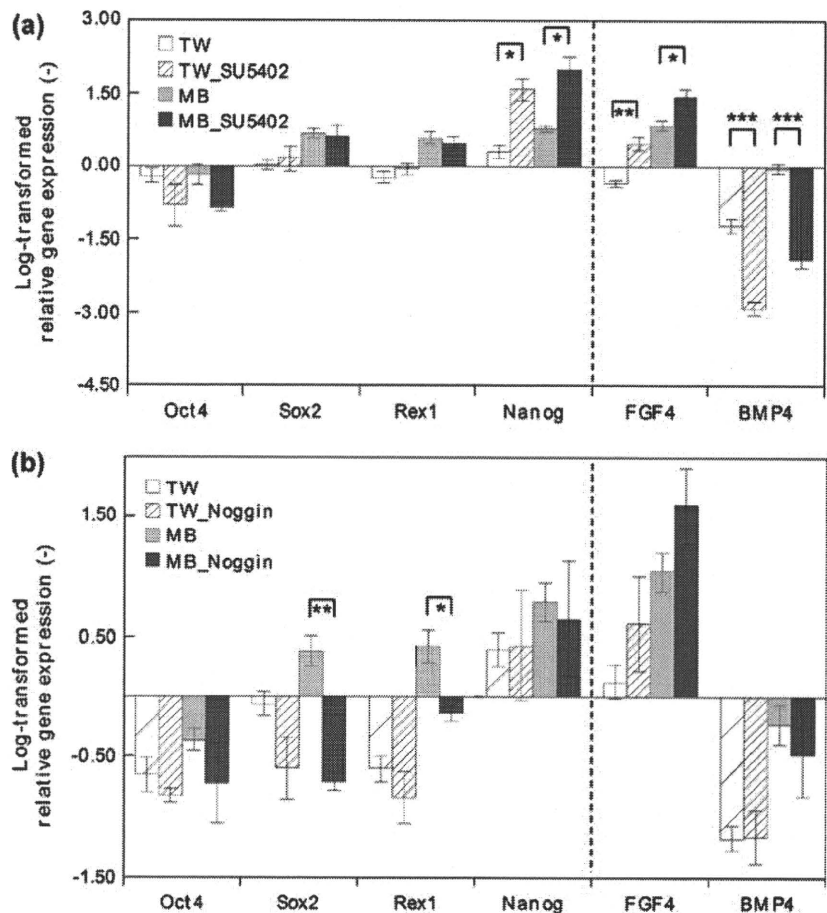 (a)
Log-transformed
relative gene expression (-)
3.00
1.50
0.00
-1.50
-3.00
-4.50
TW
TW_SU5402
MB
MB_SU5402
*
*
**
*
***
***
Oct4 Sox2 Rex1 Nanog FGF4 BMP4
(b)
Log-transformed
relative gene expression (-)
1.50
0.50
-0.50
-1.50
TW
TW_Noggin
MB
MB_Noggin
**
*
Oct4 Sox2 Rex1 Nanog FGF4 BMP4